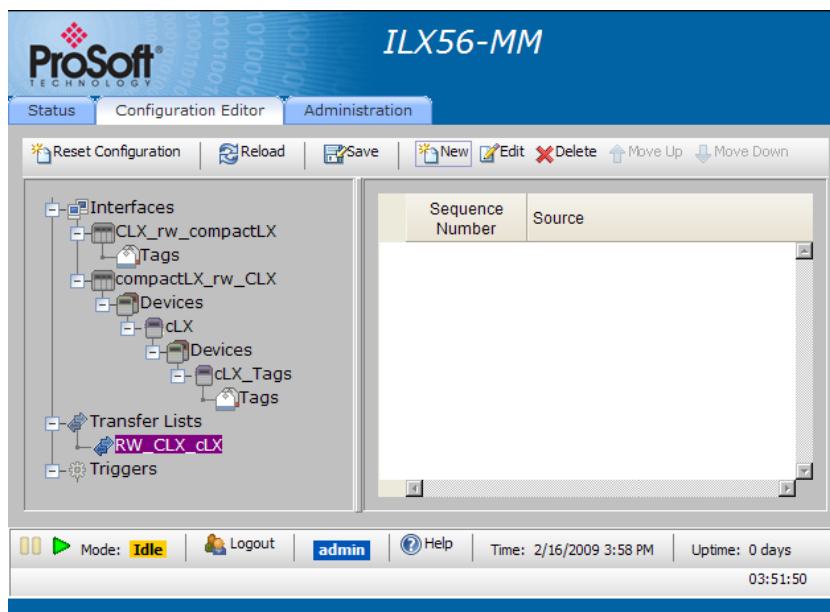 ProSoft®
TECHNOLOGY
ILX56-MM
Status Configuration Editor Administration
Reset Configuration Reload Save New Edit Delete Move Up Move Down
Interfaces
CLX_rw_compactLX
Tags
compactLX_rw_CLX
Devices
cLX
Devices
cLX_Tags
Tags
Transfer Lists
RW_CLX_cLX
Triggers
Sequence
Number
Source
Mode: Idle Logout admin Help Time: 2/16/2009 3:58 PM Uptime: 0 days
03:51:50